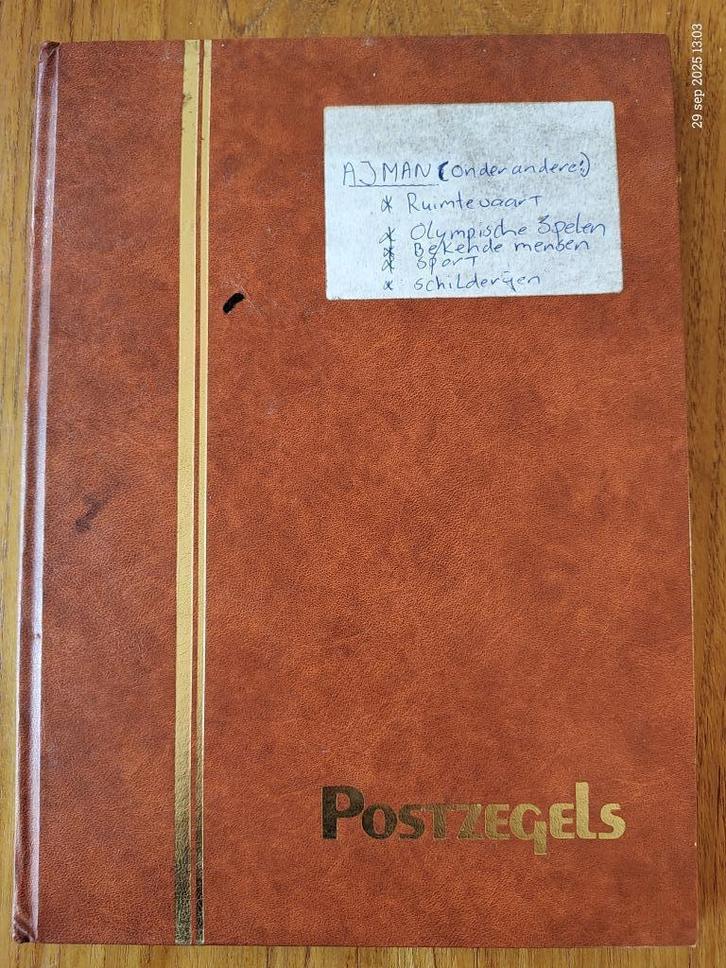 29 sep 2025 13:03
AJMAN (onder andere:)
* Ruimtevaart
* Olympische Spelen
* Bekende mensen
* Sport
* schilderijen
POSTZEGELS